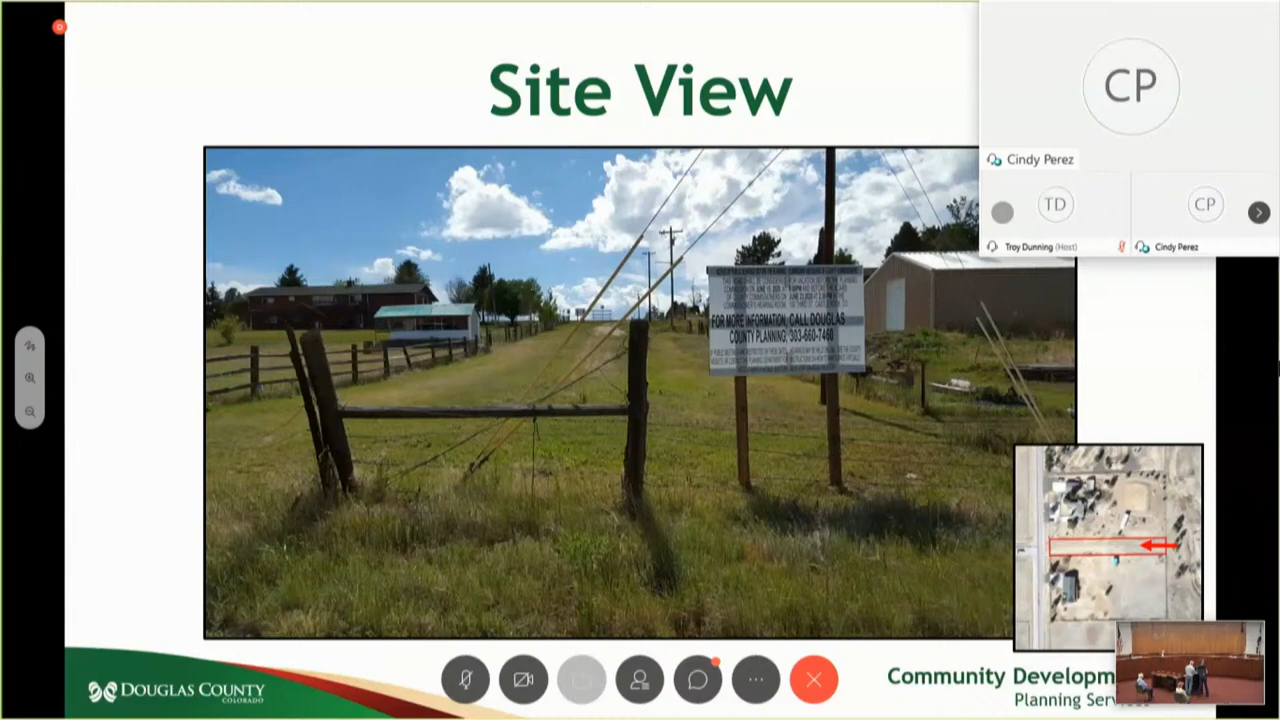 Site View
CP
Cindy Perez
TD
CP
Troy Dunning (Host)
Cindy Perez
FOR MORE INFORMATION, CALL DOUGLAS
COUNTY PLANNING, 303-660-7460
DOUGLAS COUNTY
COLORADO
Community Developm
Planning Serv